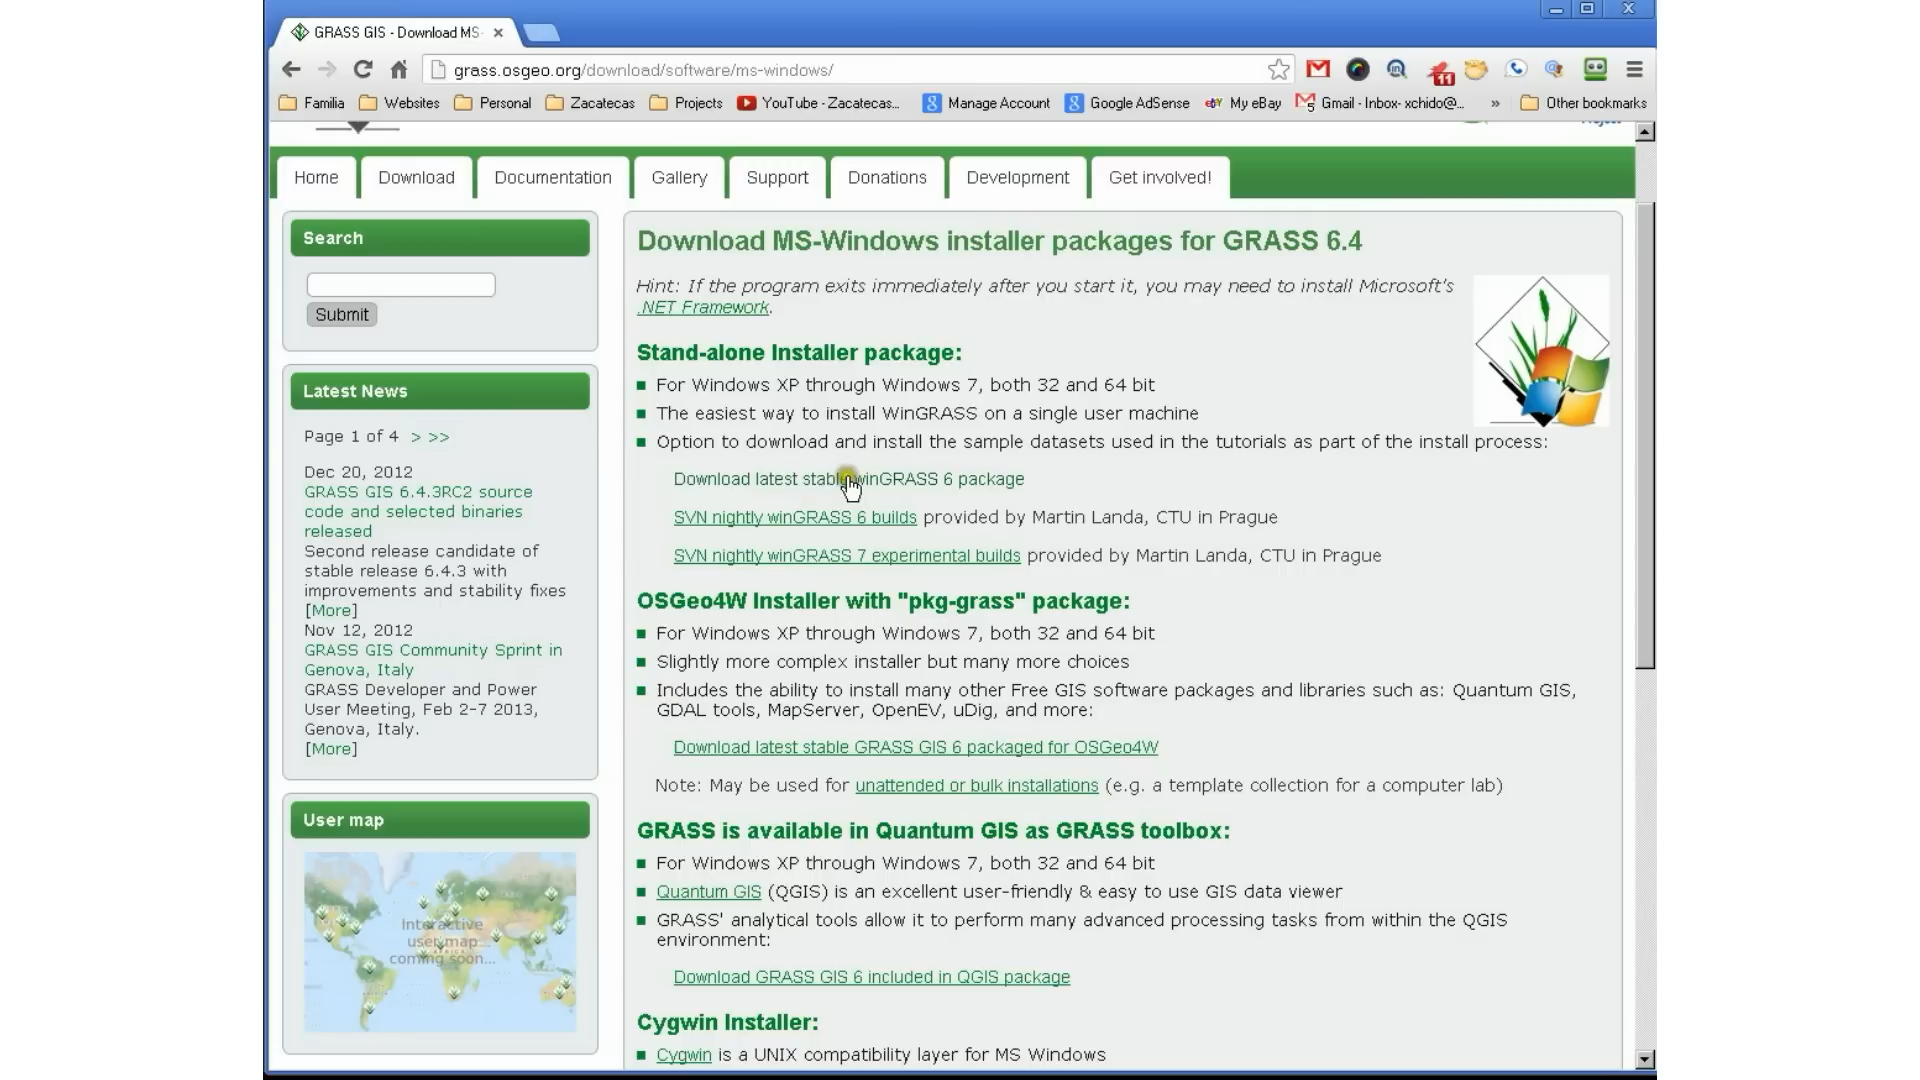 GRASS GIS - Download MS-
grass.osgeo.org/download/software/ms-windows/
11
Familia Websites Personal Zacatecas Projects YouTube - Zacatecas... Manage Account Google AdSense My eBay Gmail - Inbox- xchido@... » Other bookmarks
Home Download Documentation Gallery Support Donations Development Get involved!
Search
Submit
Latest News
Page 1 of 4 > >>
Dec 20, 2012
GRASS GIS 6.4.3RC2 source
code and selected binaries
released
Second release candidate of
stable release 6.4.3 with
improvements and stability fixes
[More]
Nov 12, 2012
GRASS GIS Community Sprint in
Genova, Italy
GRASS Developer and Power
User Meeting, Feb 2-7 2013,
Genova, Italy.
[More]
User map
Interactive
user map...
coming soon...
Download MS-Windows installer packages for GRASS 6.4
Hint: If the program exits immediately after you start it, you may need to install Microsoft's
.NET Framework.
Stand-alone Installer package:
For Windows XP through Windows 7, both 32 and 64 bit
The easiest way to install WinGRASS on a single user machine
Option to download and install the sample datasets used in the tutorials as part of the install process:
Download latest stable winGRASS 6 package
SVN nightly winGRASS 6 builds provided by Martin Landa, CTU in Prague
SVN nightly winGRASS 7 experimental builds provided by Martin Landa, CTU in Prague
OSGeo4W Installer with "pkg-grass" package:
For Windows XP through Windows 7, both 32 and 64 bit
Slightly more complex installer but many more choices
Includes the ability to install many other Free GIS software packages and libraries such as: Quantum GIS,
GDAL tools, MapServer, OpenEV, uDig, and more:
Download latest stable GRASS GIS 6 packaged for OSGeo4W
Note: May be used for unattended or bulk installations (e.g. a template collection for a computer lab)
GRASS is available in Quantum GIS as GRASS toolbox:
For Windows XP through Windows 7, both 32 and 64 bit
Quantum GIS (QGIS) is an excellent user-friendly & easy to use GIS data viewer
GRASS' analytical tools allow it to perform many advanced processing tasks from within the QGIS
environment:
Download GRASS GIS 6 included in QGIS package
Cygwin Installer:
Cygwin is a UNIX compatibility layer for MS Windows